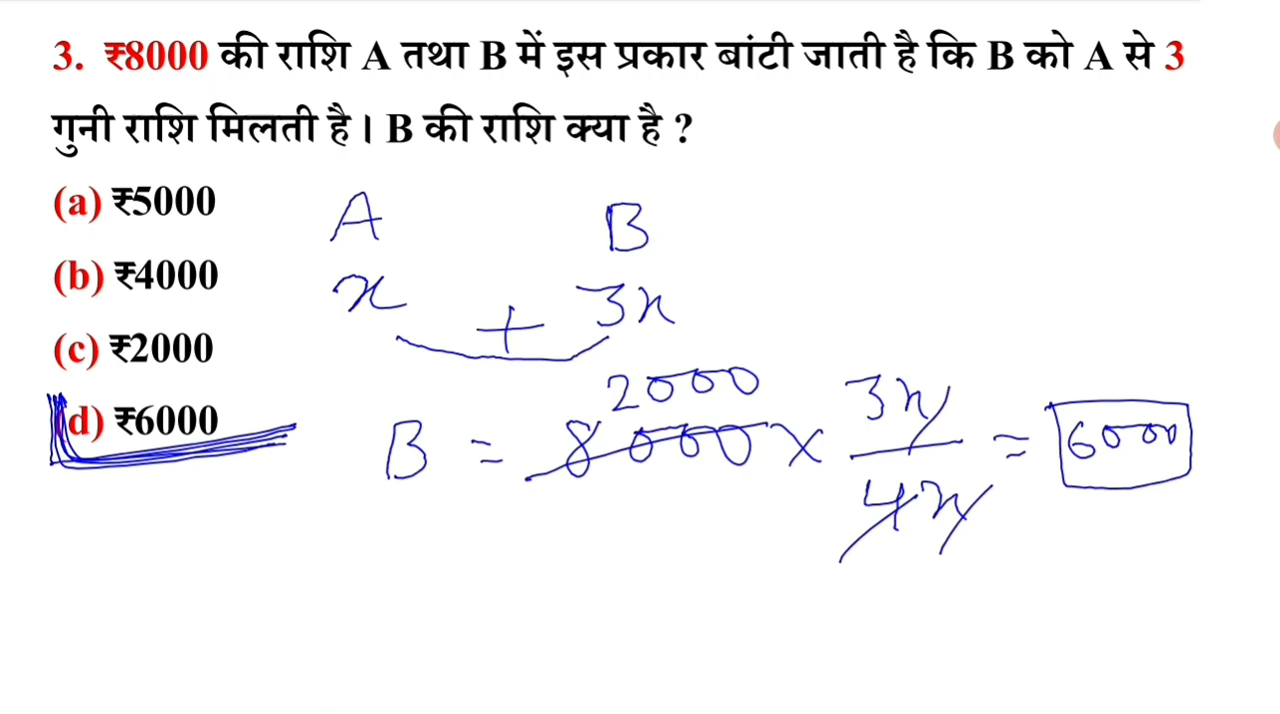 3. ₹8000 की राशि A तथा B में इस प्रकार बांटी जाती है कि B को A से 3
गुनी राशि मिलती है। B की राशि क्या है ?
(a) ₹5000
(b) ₹4000
(c) ₹2000
(d) ₹6000
A B
x + 3x
2000
B = 8000 × 3x/4x = 6000